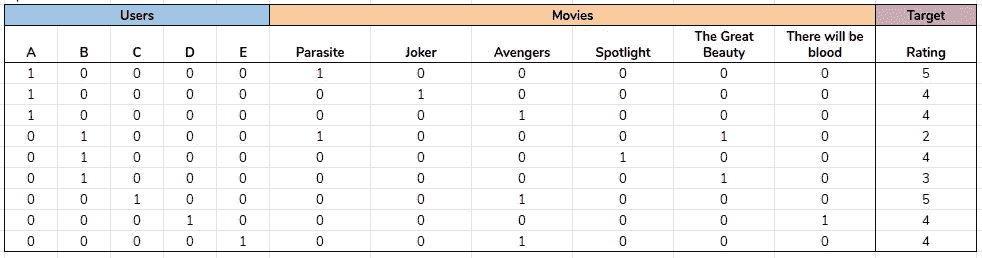 Users Movies Target
A B C D E Parasite Joker Avengers Spotlight The Great Beauty There will be blood Rating
1 0 0 0 0 1 0 0 0 0 0 5
1 0 0 0 0 0 1 0 0 0 0 4
1 0 0 0 0 0 0 1 0 0 0 4
0 1 0 0 0 1 0 0 0 1 0 2
0 1 0 0 0 0 0 0 1 0 0 4
0 1 0 0 0 0 0 0 0 1 0 3
0 0 1 0 0 0 0 1 0 0 0 5
0 0 0 1 0 0 0 0 0 0 1 4
0 0 0 0 1 0 0 1 0 0 0 4